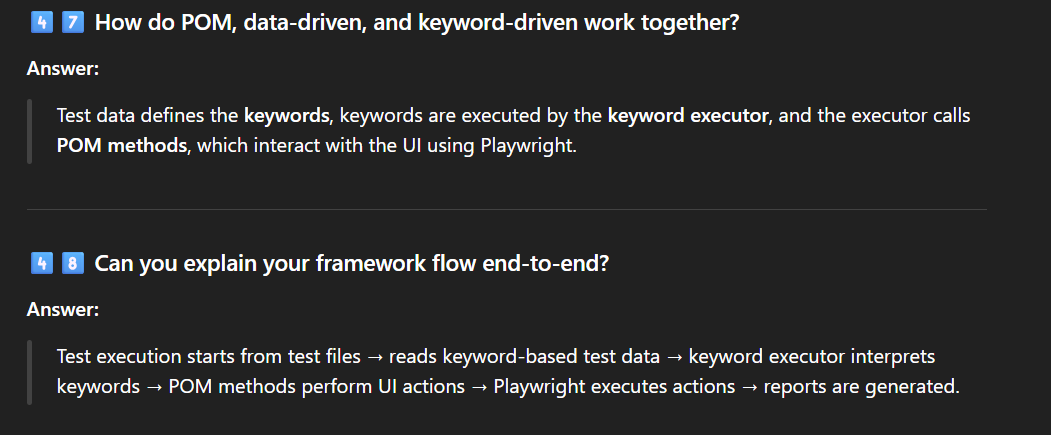 4️⃣ 7️⃣ How do POM, data-driven, and keyword-driven work together?
Answer:
Test data defines the keywords, keywords are executed by the keyword executor, and the executor calls
POM methods, which interact with the UI using Playwright.
4️⃣ 8️⃣ Can you explain your framework flow end-to-end?
Answer:
Test execution starts from test files → reads keyword-based test data → keyword executor interprets
keywords → POM methods perform UI actions → Playwright executes actions → reports are generated.